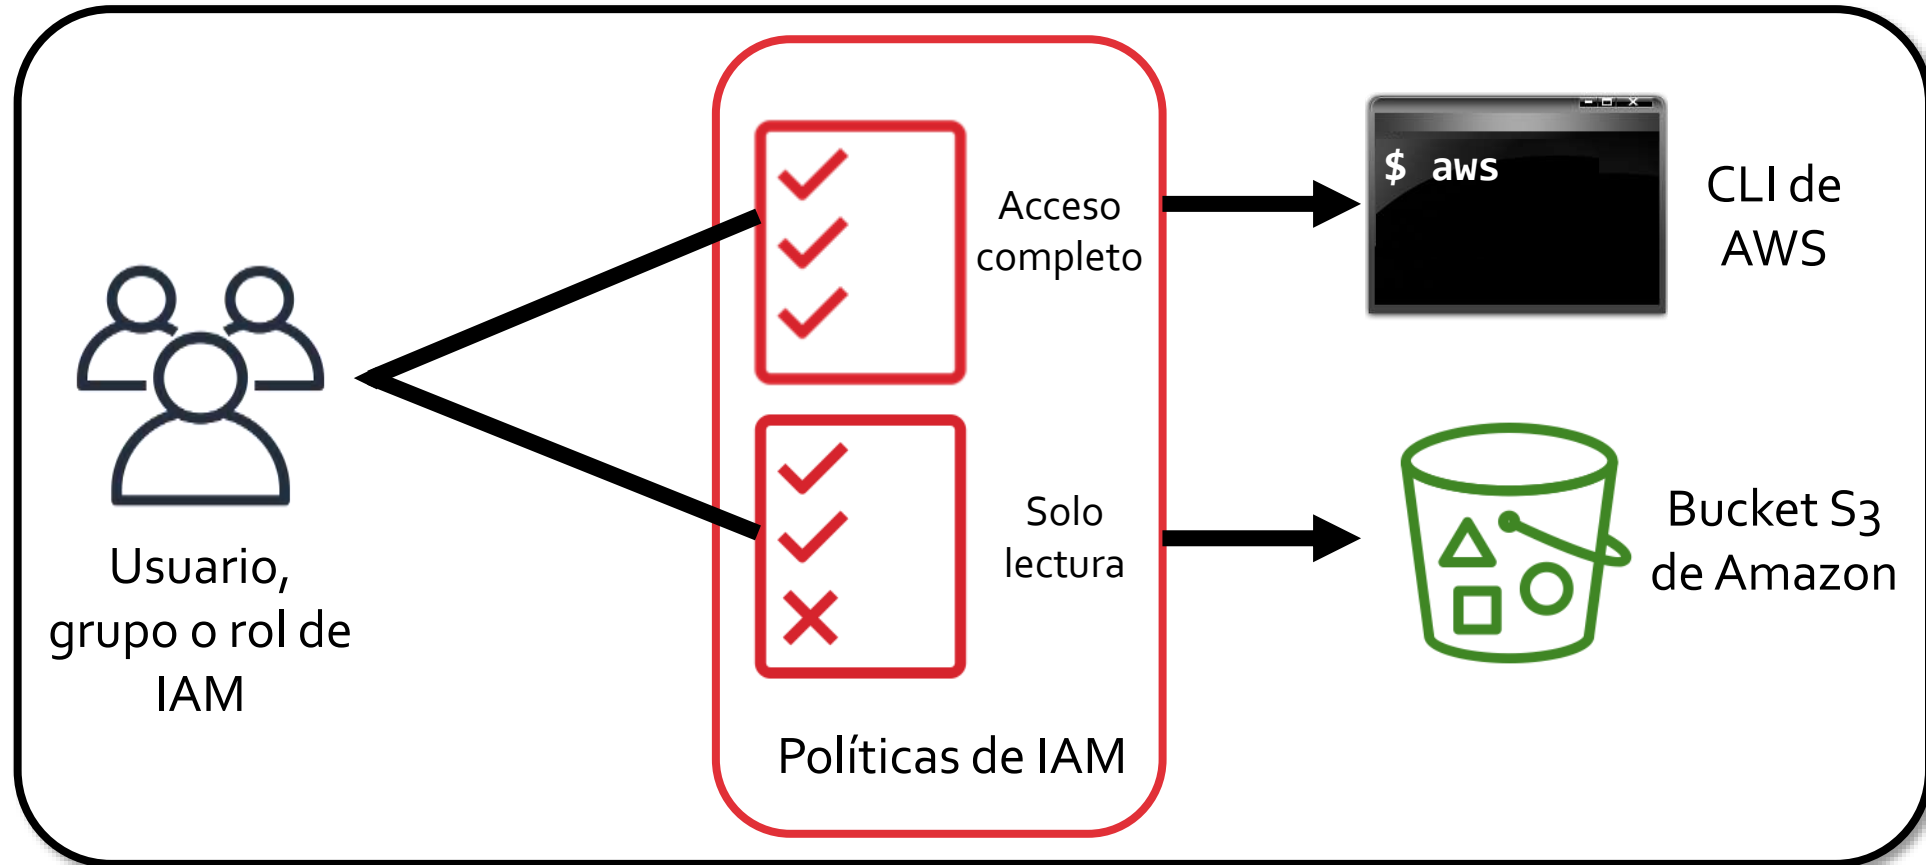 Usuario,
grupo o rol de
IAM
Acceso
completo
Solo
lectura
Políticas de IAM
$ aws
CLI de
AWS
Bucket S3
de Amazon